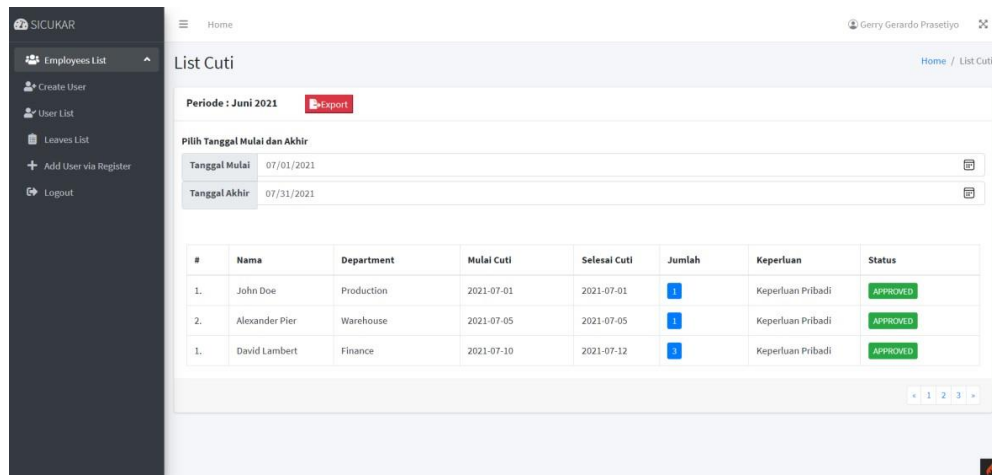 SICUKAR
Home
Gerry Gerardo Prasetiyo
Employees List
Create User
User List
Leaves List
Add User via Register
Logout
List Cuti
Home / List Cuti
Periode : Juni 2021
Export
Pilih Tanggal Mulai dan Akhir
Tanggal Mulai 07/01/2021
Tanggal Akhir 07/31/2021
# Nama Department Mulai Cuti Selesai Cuti Jumlah Keperluan Status
1. John Doe Production 2021-07-01 2021-07-01 1 Keperluan Pribadi APPROVED
2. Alexander Pier Warehouse 2021-07-05 2021-07-05 1 Keperluan Pribadi APPROVED
1. David Lambert Finance 2021-07-10 2021-07-12 3 Keperluan Pribadi APPROVED
« 1 2 3 »